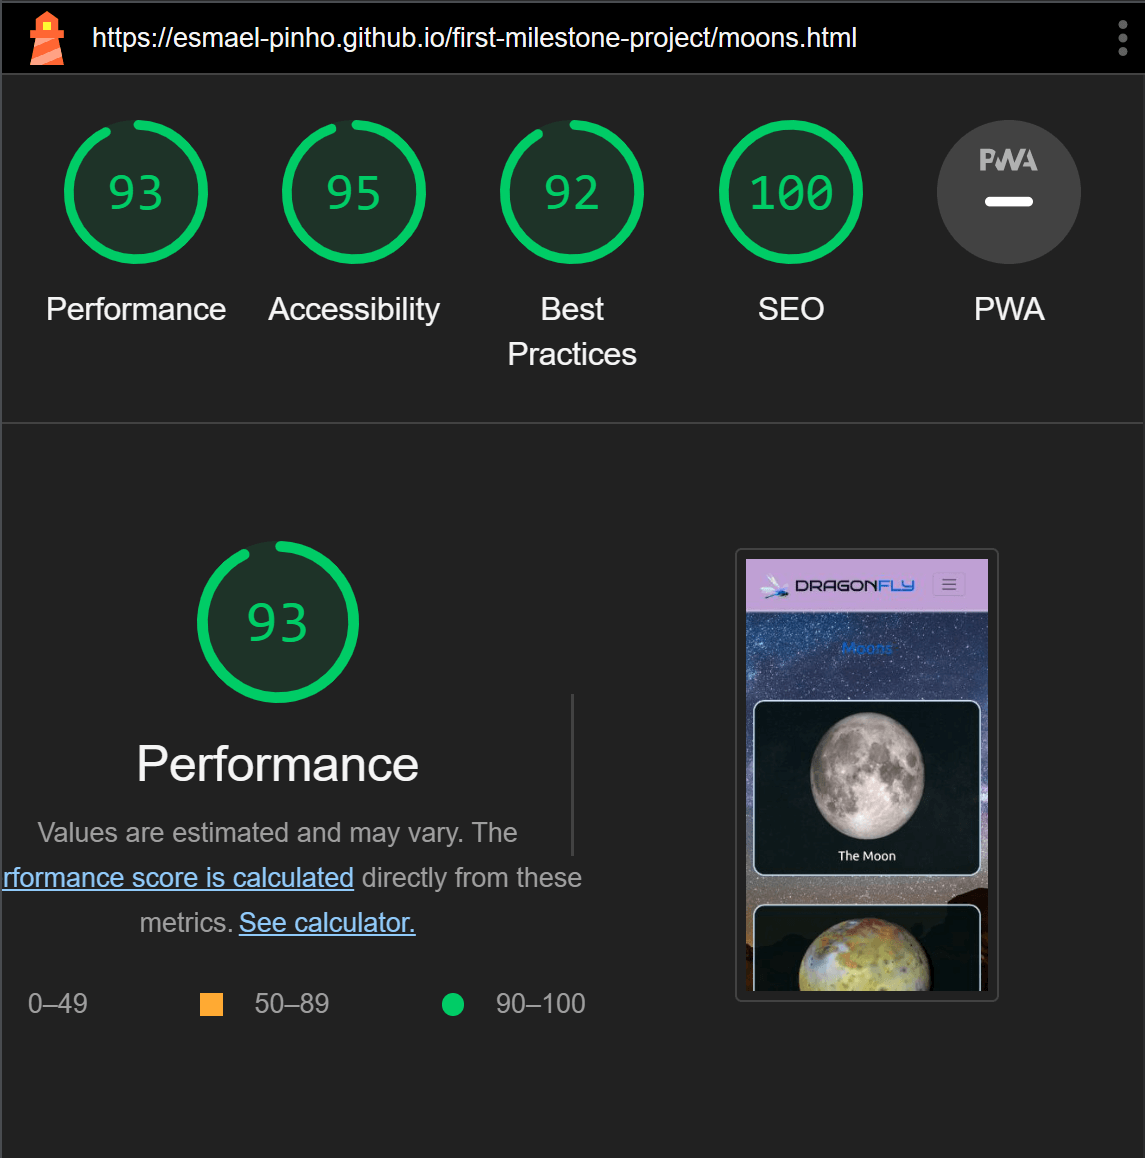 https://esmael-pinho.github.io/first-milestone-project/moons.html
93
95
92
100
PWA
Performance
Accessibility
Best
Practices
SEO
PWA
93
Performance
Values are estimated and may vary. The
rformance score is calculated directly from these
metrics. See calculator.
0–49
50–89
90–100
DRAGONFLY
Moons
The Moon